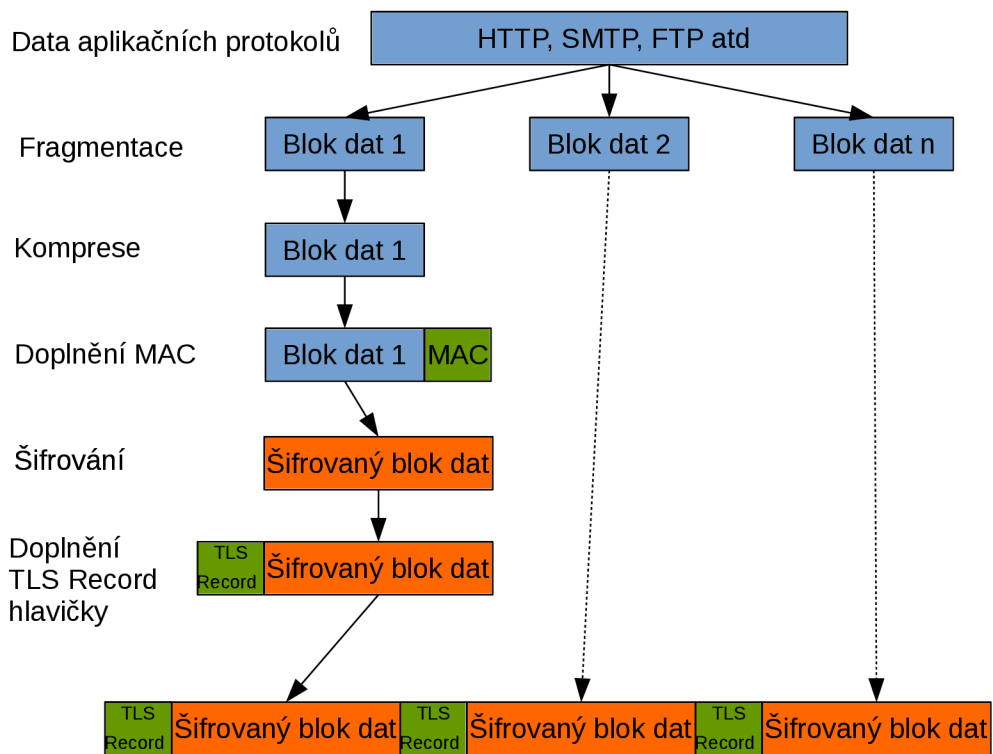 Data aplikačních protokolů
HTTP, SMTP, FTP atd
Fragmentace
Blok dat 1
Blok dat 2
Blok dat n
Komprese
Blok dat 1
Doplnění MAC
Blok dat 1
MAC
Šifrování
Šifrovaný blok dat
Doplnění
TLS Record
hlavičky
TLS
Record
Šifrovaný blok dat
TLS
Record
Šifrovaný blok dat
TLS
Record
Šifrovaný blok dat
TLS
Record
Šifrovaný blok dat